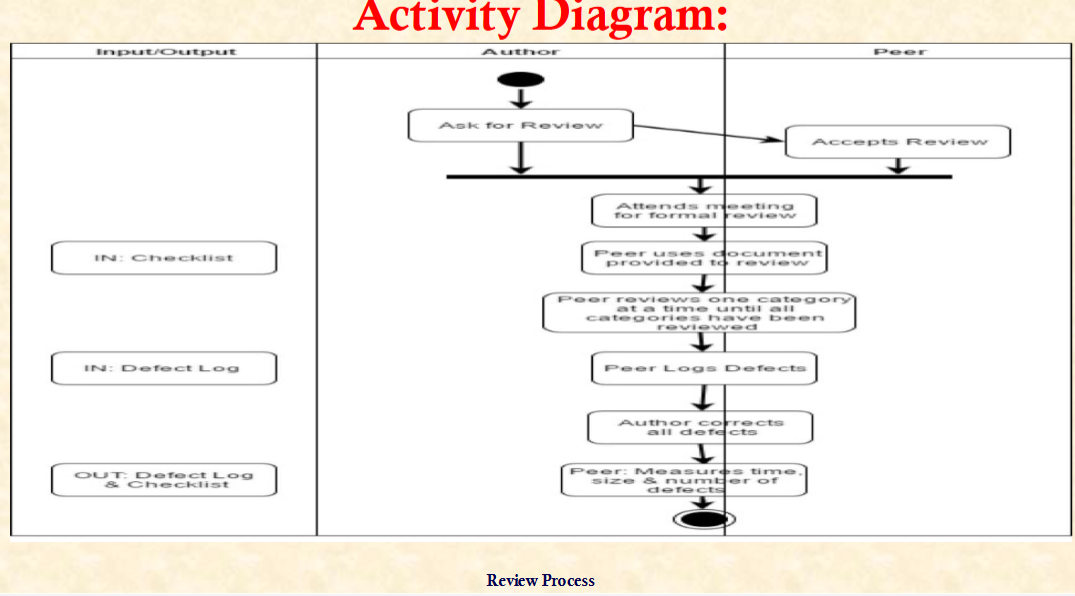 Activity Diagram:
Input/Output
Author
Peer
Ask for Review
Accepts Review
Attends meeting
for formal review
IN: Checklist
Peer uses document
provided to review
Peer reviews one category
at a time until all
categories have been
reviewed
IN: Defect Log
Peer Logs Defects
Author corrects
all defects
OUT: Defect Log
& Checklist
Peer: Measures time,
size & number of
defects
Review Process